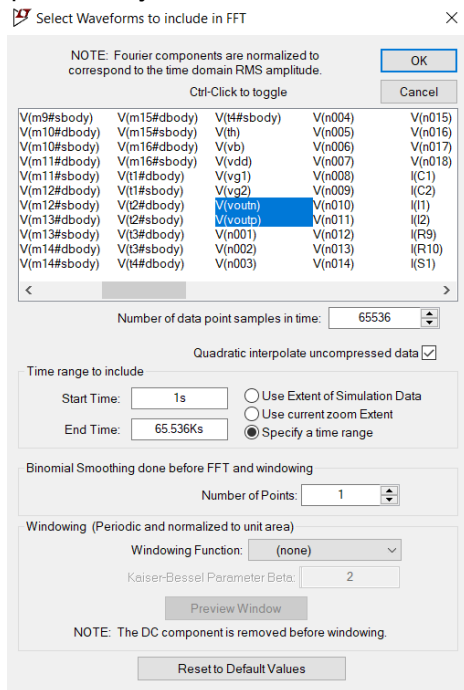 Select Waveforms to include in FFT
NOTE: Fourier components are normalized to
correspond to the time domain RMS amplitude.
OK
Ctrl-Click to toggle
Cancel
V(m9#sbody) V(m15#dbody) V(t4#sbody) V(n004) V(n015)
V(m10#dbody) V(m15#sbody) V(th) V(n005) V(n016)
V(m10#sbody) V(m16#dbody) V(vb) V(n006) V(n017)
V(m11#dbody) V(m16#sbody) V(vdd) V(n007) V(n018)
V(m11#sbody) V(t1#dbody) V(vg1) V(n008) I(C1)
V(m12#dbody) V(t1#sbody) V(vg2) V(n009) I(C2)
V(m12#sbody) V(t2#dbody) V(voutn) V(n010) I(I1)
V(m13#dbody) V(t2#sbody) V(voutp) V(n011) I(I2)
V(m13#sbody) V(t3#dbody) V(n001) V(n012) I(R9)
V(m14#dbody) V(t3#sbody) V(n002) V(n013) I(R10)
V(m14#sbody) V(t4#dbody) V(n003) V(n014) I(S1)
Number of data point samples in time: 65536
Quadratic interpolate uncompressed data
Time range to include
Start Time: 1s
Use Extent of Simulation Data
Use current zoom Extent
End Time: 65.536Ks
Specify a time range
Binomial Smoothing done before FFT and windowing
Number of Points: 1
Windowing (Periodic and normalized to unit area)
Windowing Function: (none)
Kaiser-Bessel Parameter Beta: 2
Preview Window
NOTE: The DC component is removed before windowing.
Reset to Default Values